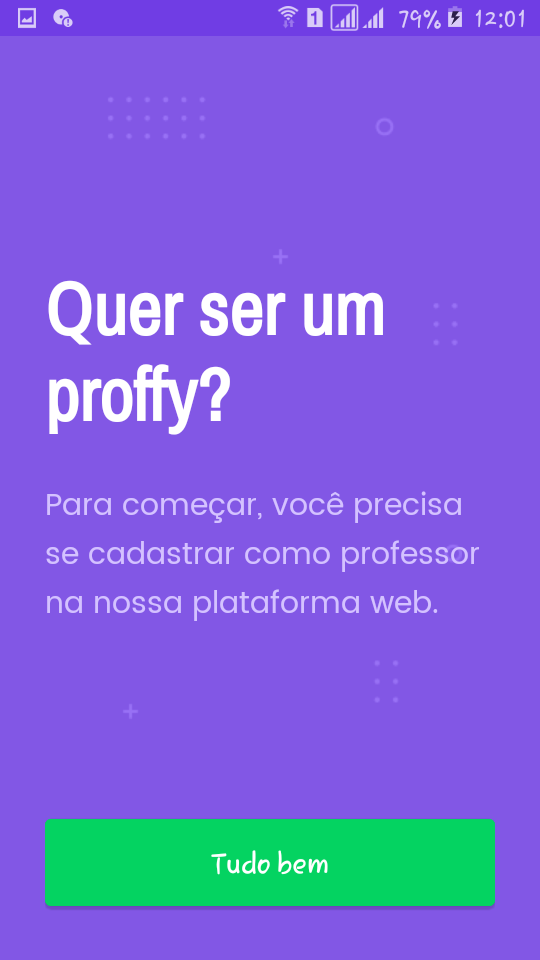 1 79% 12:01
Quer ser um
proffy?
Para começar, você precisa
se cadastrar como professor
na nossa plataforma web.
Tudo bem